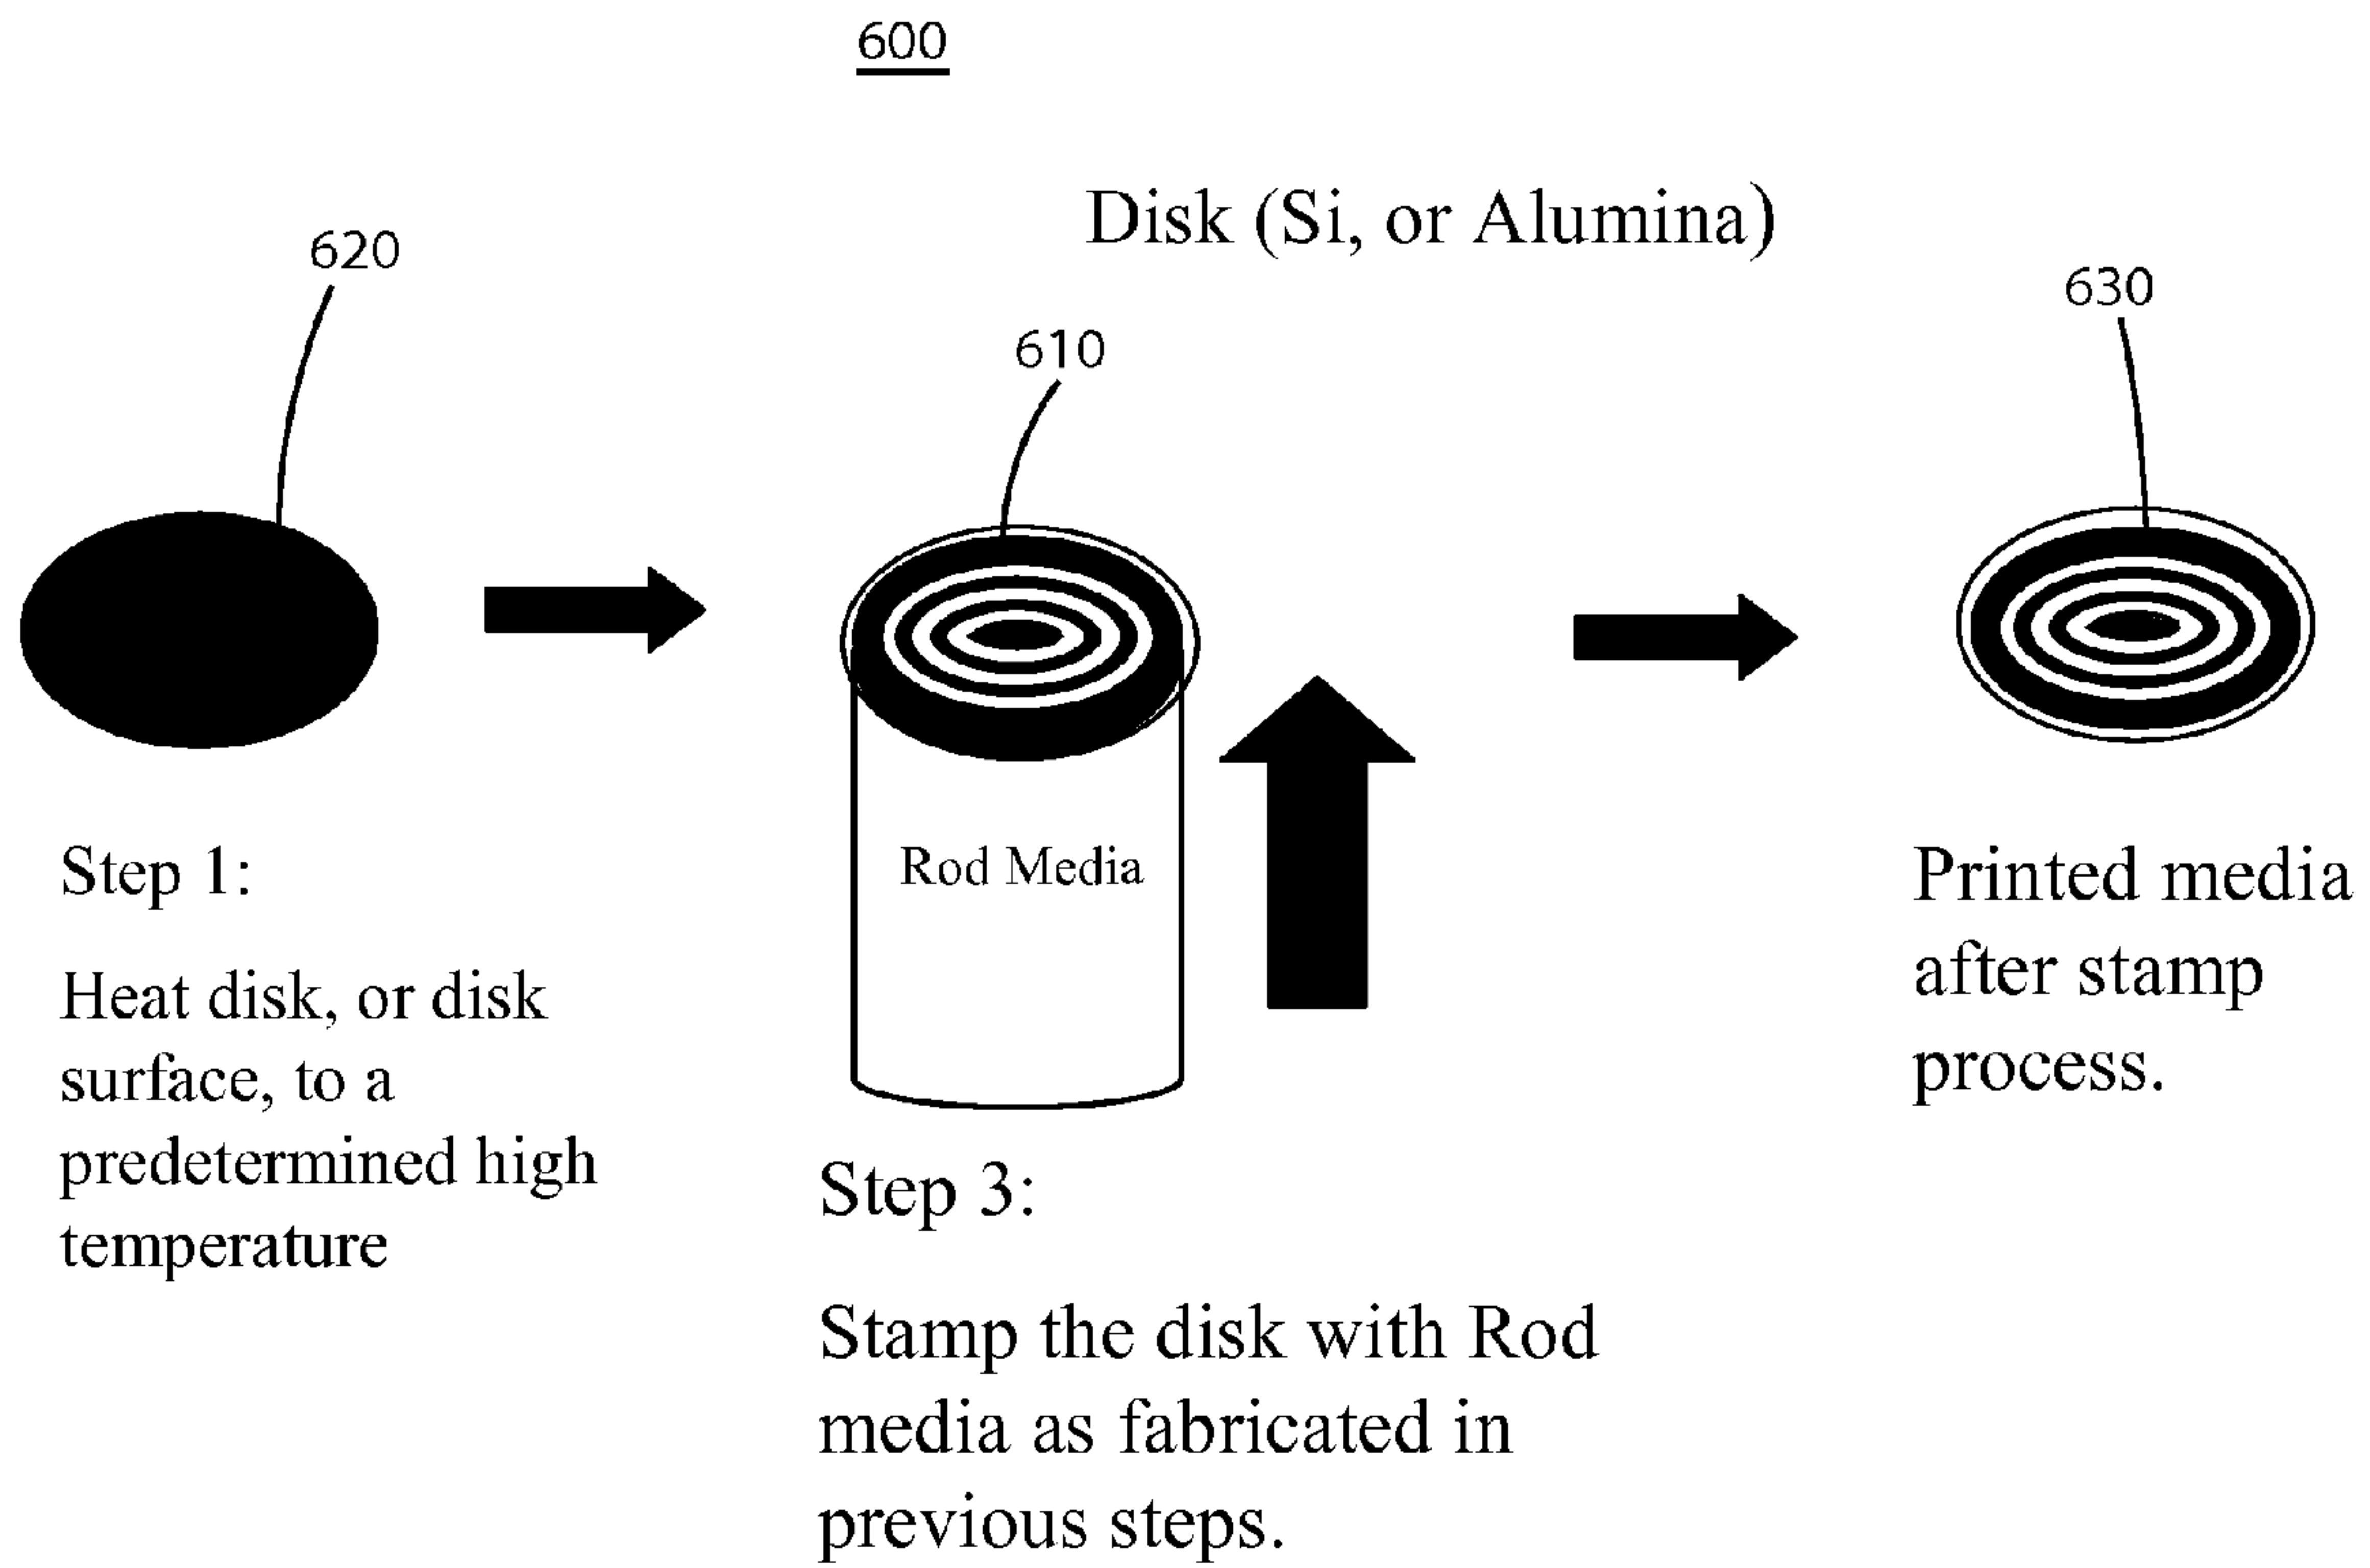 600
Disk (Si, or Alumina)
620
610
630
Rod Media
Step 1:
Heat disk, or disk
surface, to a
predetermined high
temperature
Step 3:
Stamp the disk with Rod
media as fabricated in
previous steps.
Printed media
after stamp
process.